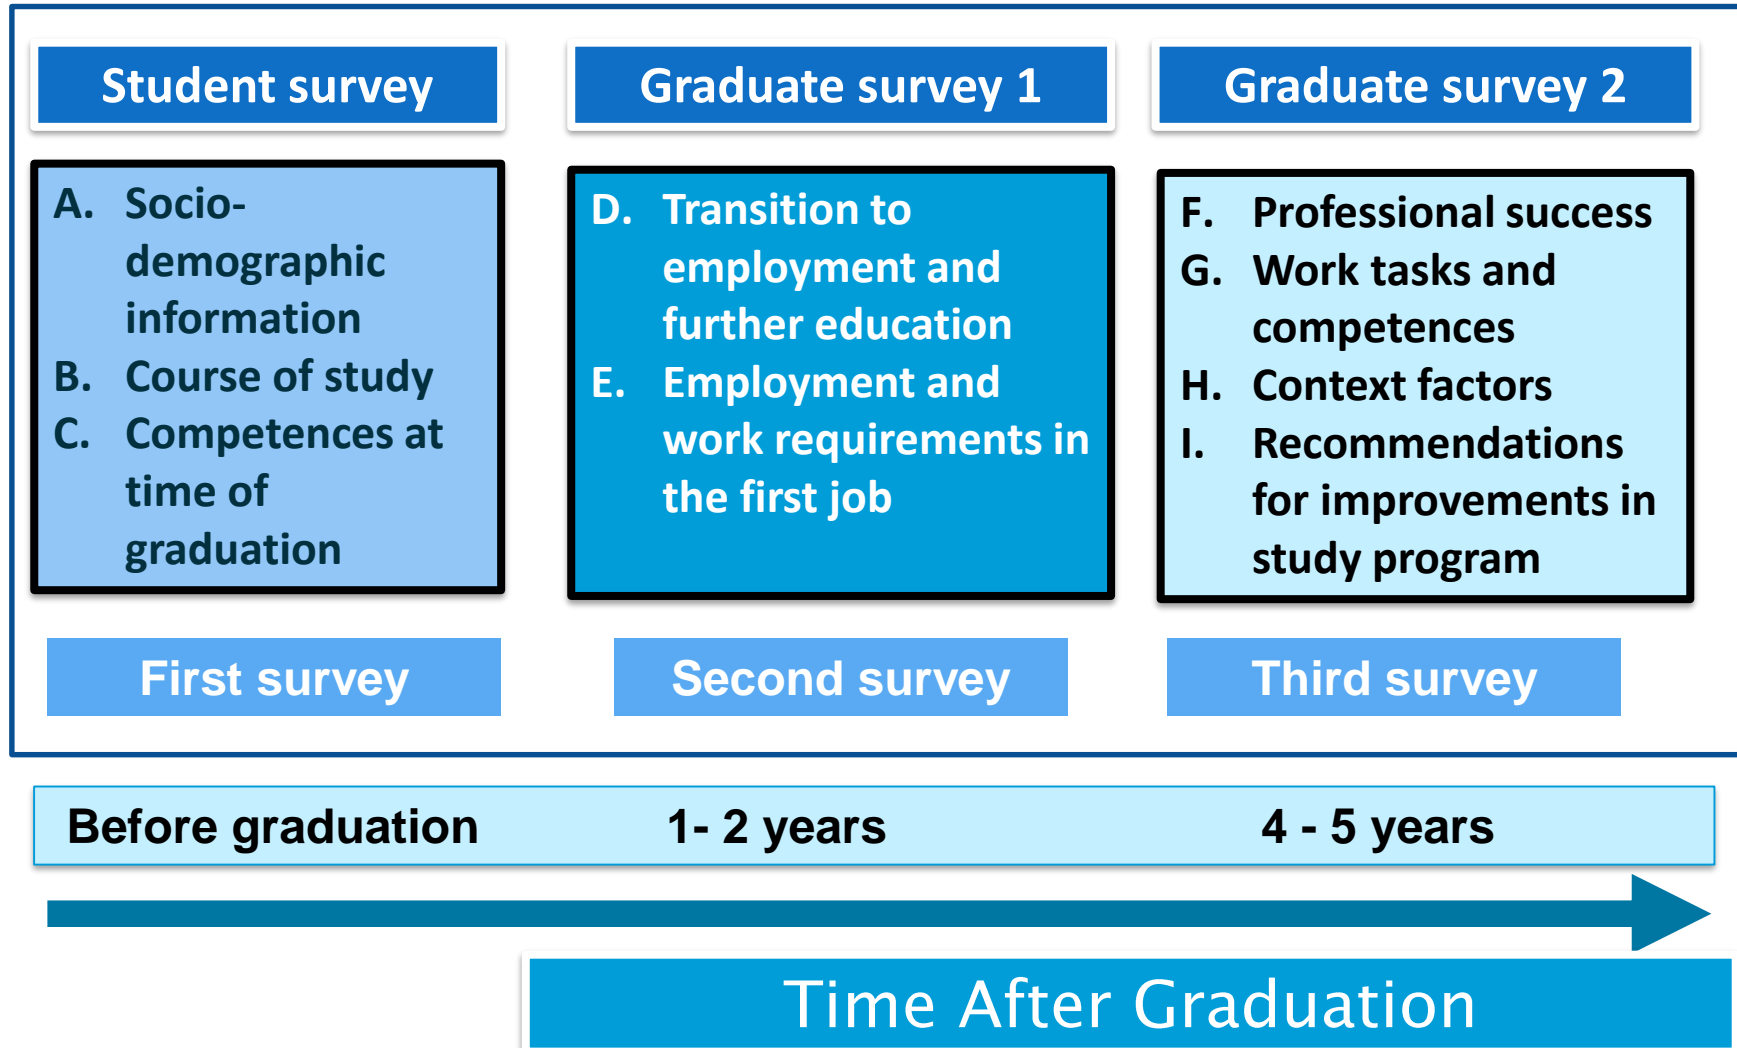 Student survey
A. Socio-
demographic
information
B. Course of study
C. Competences at
time of
graduation
First survey
Graduate survey 1
D. Transition to
employment and
further education
E. Employment and
work requirements in
the first job
Second survey
Graduate survey 2
F. Professional success
G. Work tasks and
competences
H. Context factors
I. Recommendations
for improvements in
study program
Third survey
Before graduation
1- 2 years
4 - 5 years
Time After Graduation